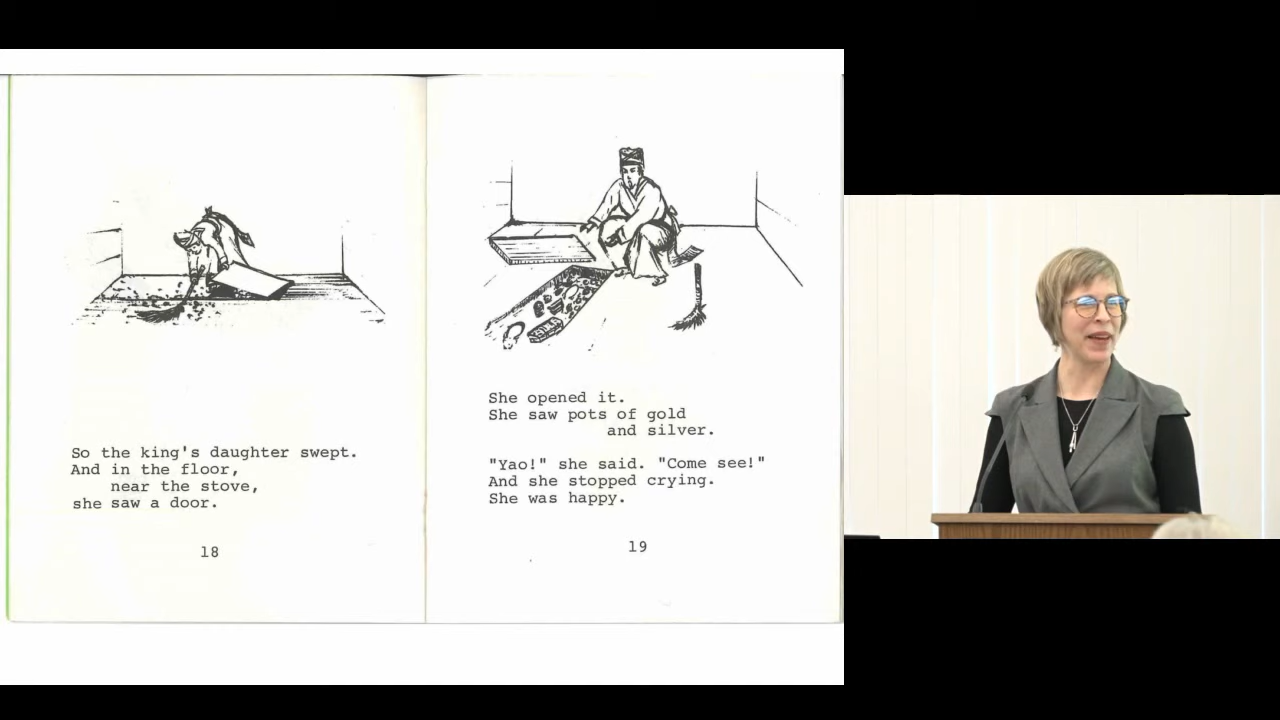 So the king's daughter swept.
And in the floor,
near the stove,
she saw a door.
18
She opened it.
She saw pots of gold
and silver.
"Yao!" she said. "Come see!"
And she stopped crying.
She was happy.
19